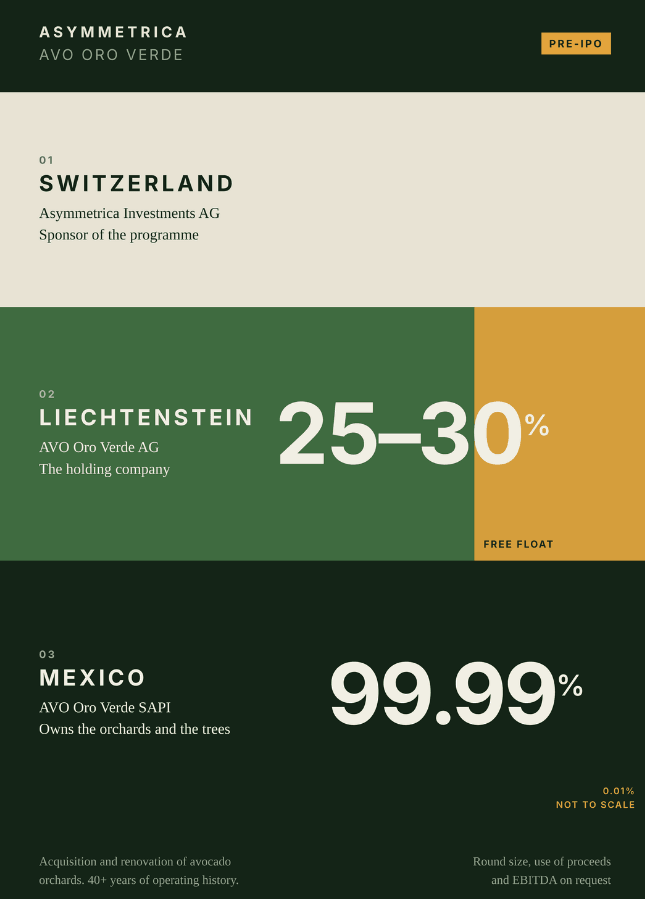 ASYMMETRICA
AVO ORO VERDE
PRE-IPO
01
SWITZERLAND
Asymmetrica Investments AG
Sponsor of the programme
02
LIECHTENSTEIN
AVO Oro Verde AG
The holding company
25–30%
FREE FLOAT
03
MEXICO
AVO Oro Verde SAPI
Owns the orchards and the trees
99.99%
0.01%
NOT TO SCALE
Acquisition and renovation of avocado
orchards. 40+ years of operating history.
Round size, use of proceeds
and EBITDA on request